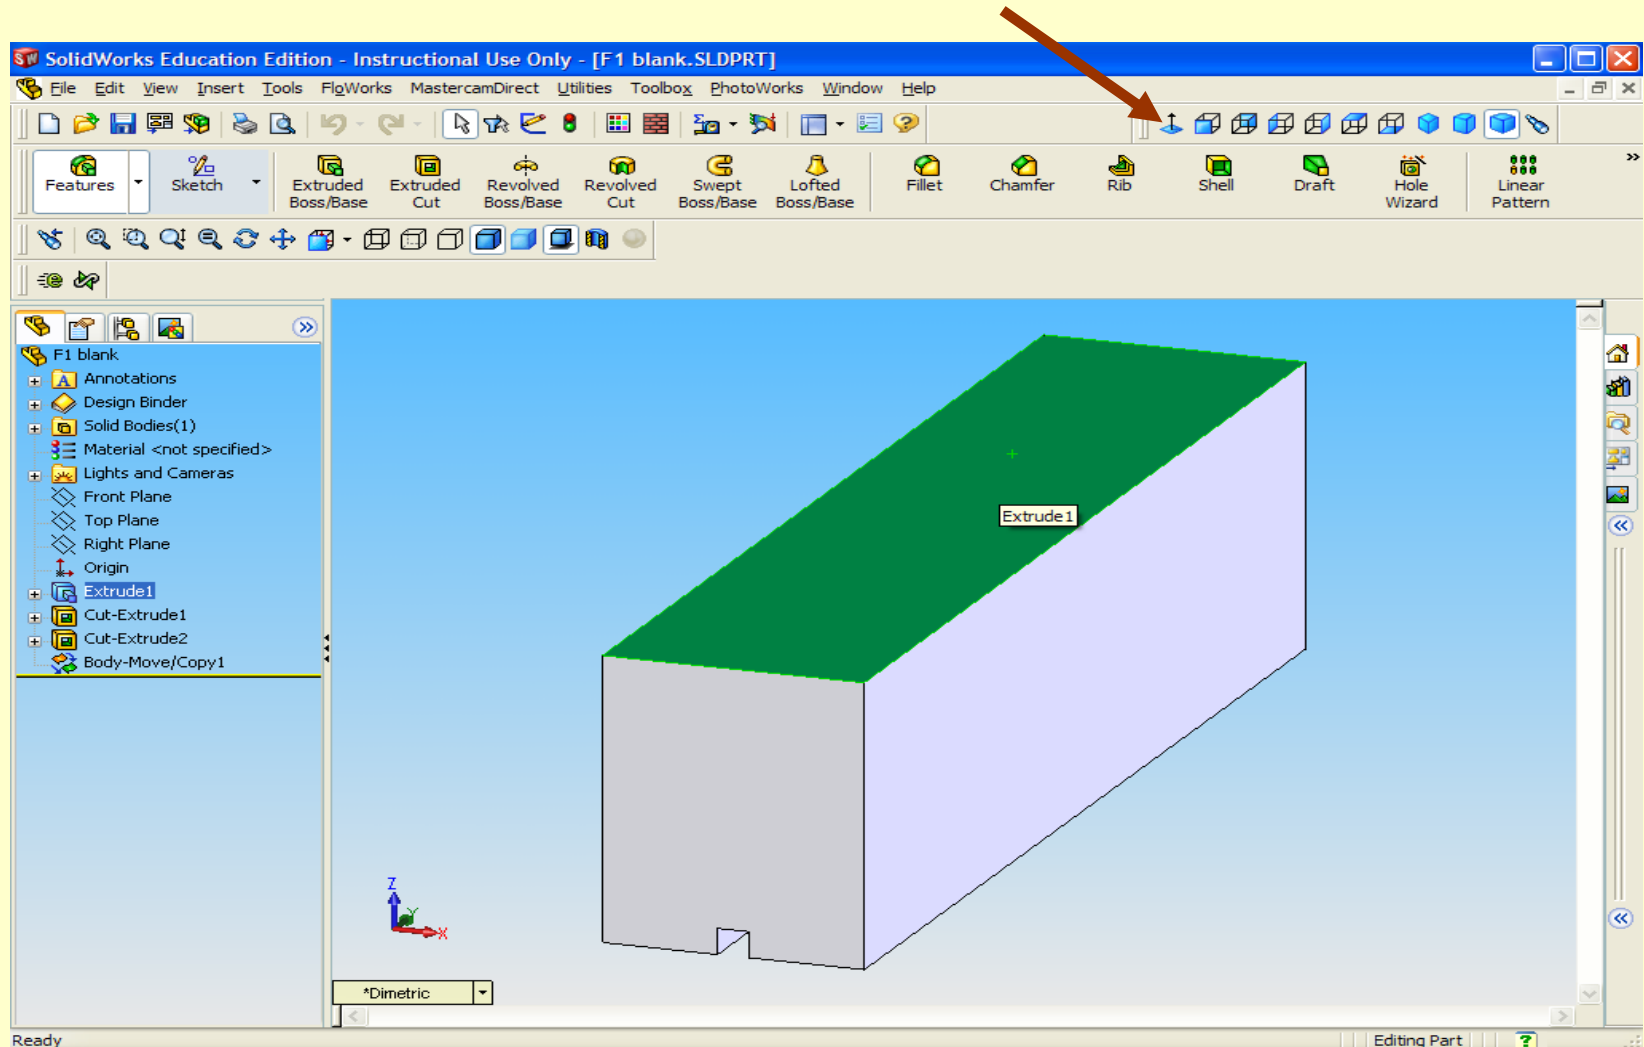 SolidWorks Education Edition - Instructional Use Only - [F1 blank.SLDPRT]
File Edit View Insert Tools FloWorks MastercamDirect Utilities Toolbox PhotoWorks Window Help
Features Sketch Extruded Boss/Base Extruded Cut Revolved Boss/Base Revolved Cut Swept Boss/Base Lofted Boss/Base Fillet Chamfer Rib Shell Draft Hole Wizard Linear Pattern
F1 blank
Annotations
Design Binder
Solid Bodies(1)
Material <not specified>
Lights and Cameras
Front Plane
Top Plane
Right Plane
Origin
Extrude1
Cut-Extrude1
Cut-Extrude2
Body-Move/Copy1
Extrude1
Z
Y
X
*Dimetric
Ready
Editing Part